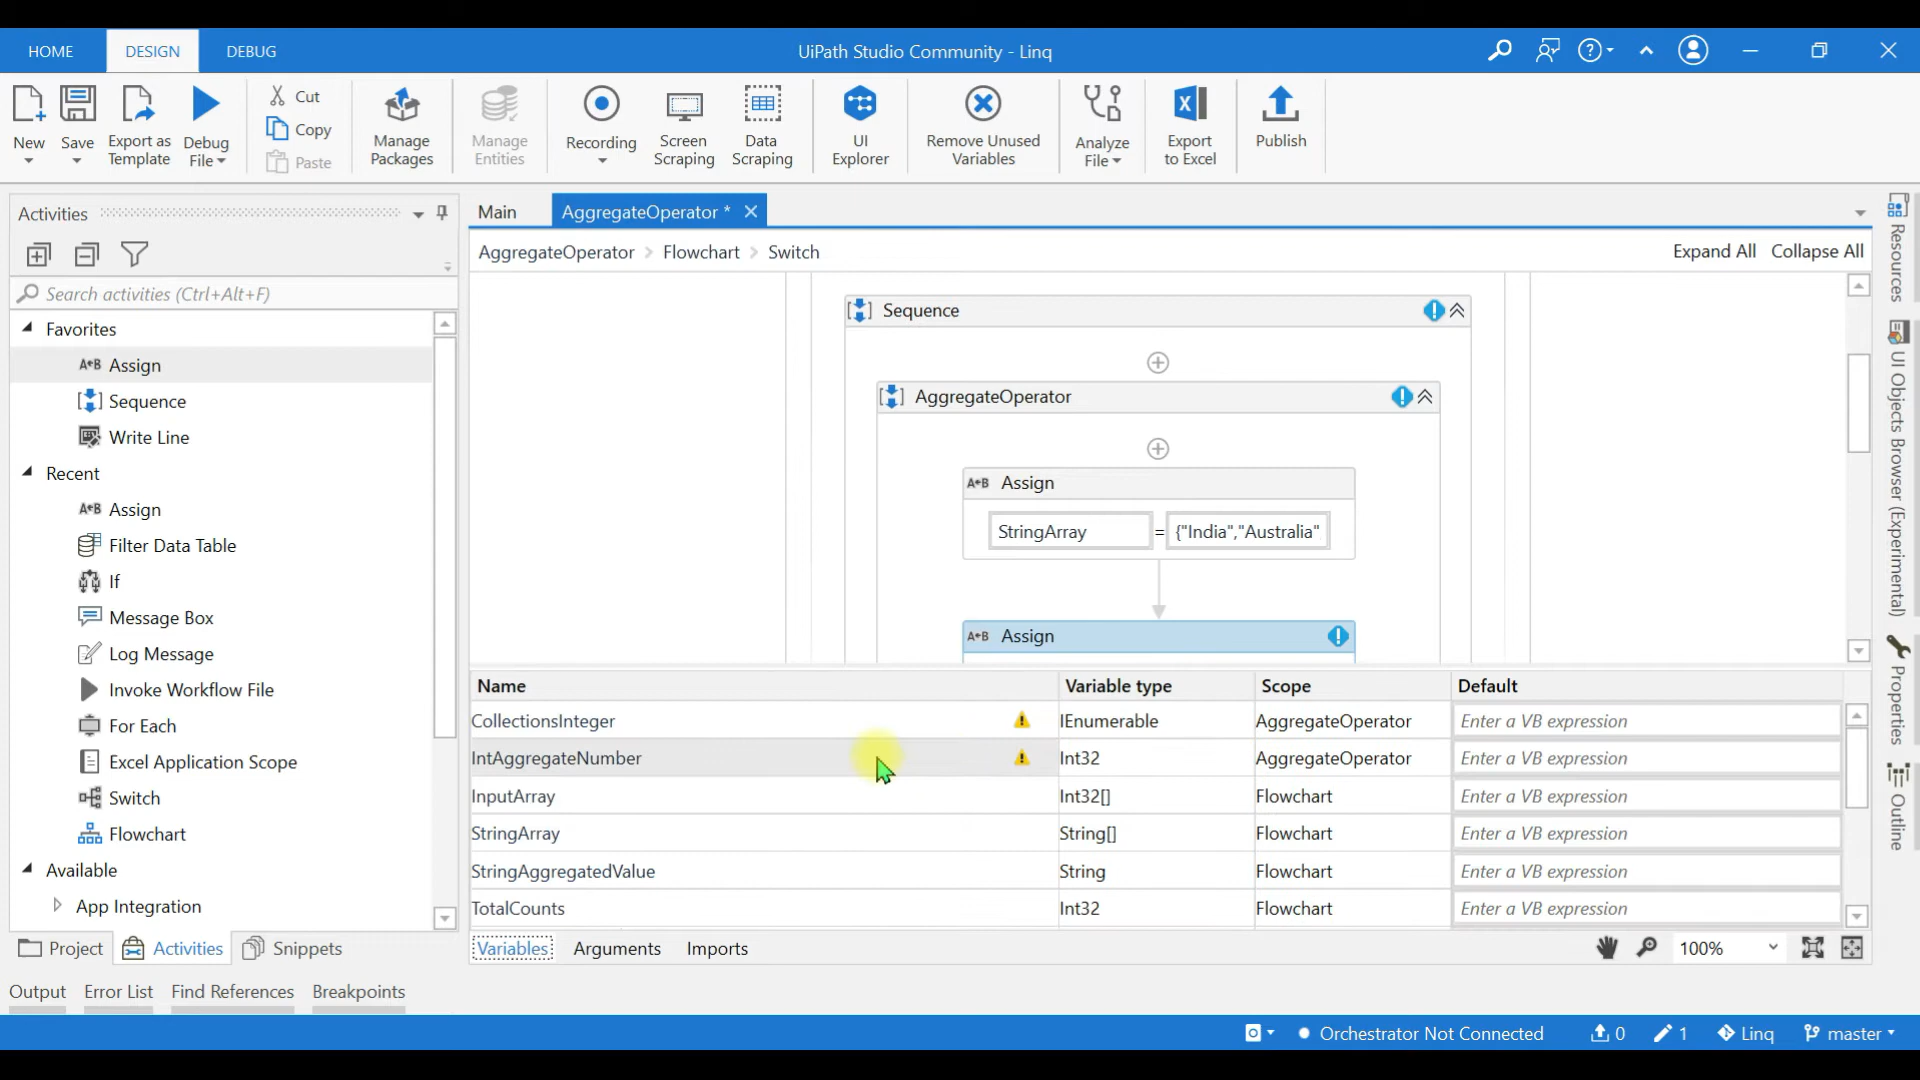 HOME DESIGN DEBUG UiPath Studio Community - Linq
New Save Export as Template Debug File Cut Copy Paste Manage Packages Manage Entities Recording Screen Scraping Data Scraping UI Explorer Remove Unused Variables Analyze File Export to Excel Publish
Activities
Search activities (Ctrl+Alt+F)
Favorites
A←B Assign
Sequence
Write Line
Recent
A←B Assign
Filter Data Table
If
Message Box
Log Message
Invoke Workflow File
For Each
Excel Application Scope
Switch
Flowchart
Available
App Integration
Project Activities Snippets
Main AggregateOperator *
AggregateOperator > Flowchart > Switch Expand All Collapse All
Sequence
AggregateOperator
A←B Assign
StringArray = {"India","Australia"
A←B Assign
Name Variable type Scope Default
CollectionsInteger IEnumerable AggregateOperator Enter a VB expression
IntAggregateNumber Int32 AggregateOperator Enter a VB expression
InputArray Int32[] Flowchart Enter a VB expression
StringArray String[] Flowchart Enter a VB expression
StringAggregatedValue String Flowchart Enter a VB expression
TotalCounts Int32 Flowchart Enter a VB expression
Variables Arguments Imports 100%
Resources
UI Objects Browser (Experimental)
Properties
Outline
Output Error List Find References Breakpoints
Orchestrator Not Connected 0 1 Linq master